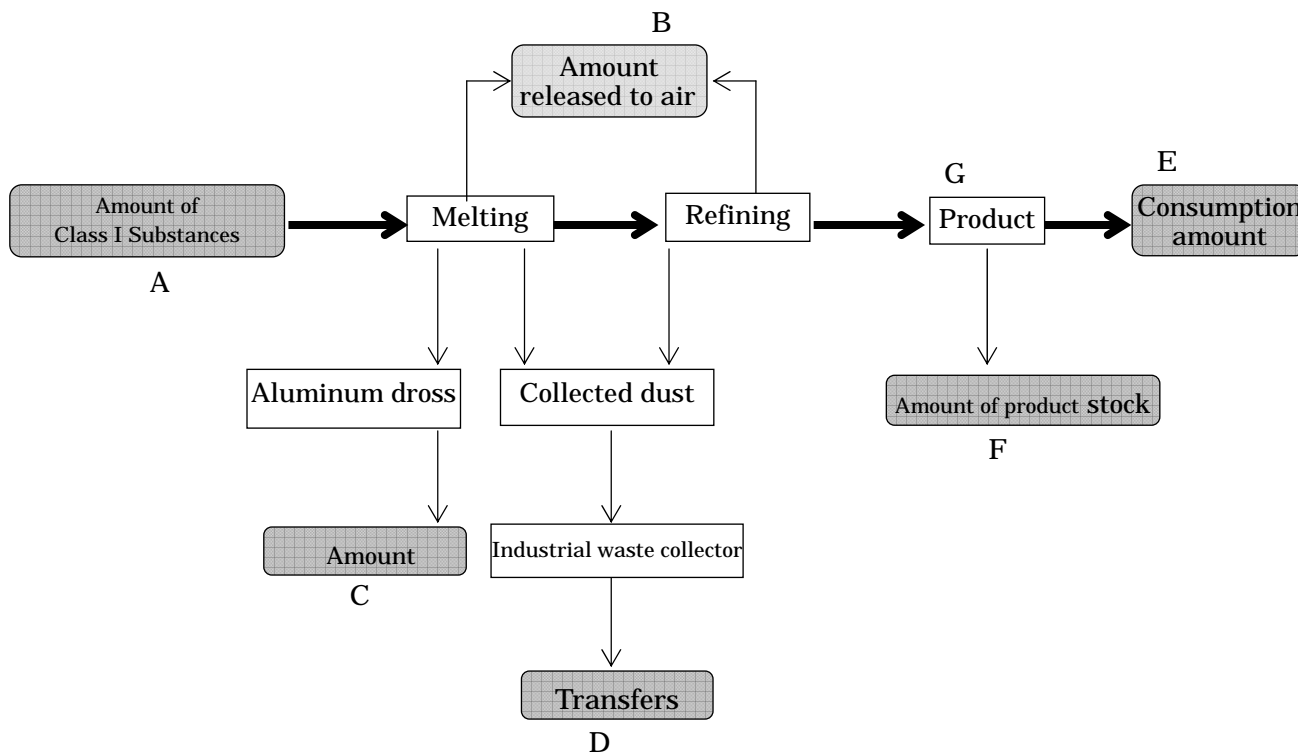 B
Amount
released to air
G
E
Amount of
Class I Substances
Melting
Refining
Product
Consumption
amount
A
Aluminum dross
Collected dust
Amount of product stock
F
Amount
Industrial waste collector
C
Transfers
D